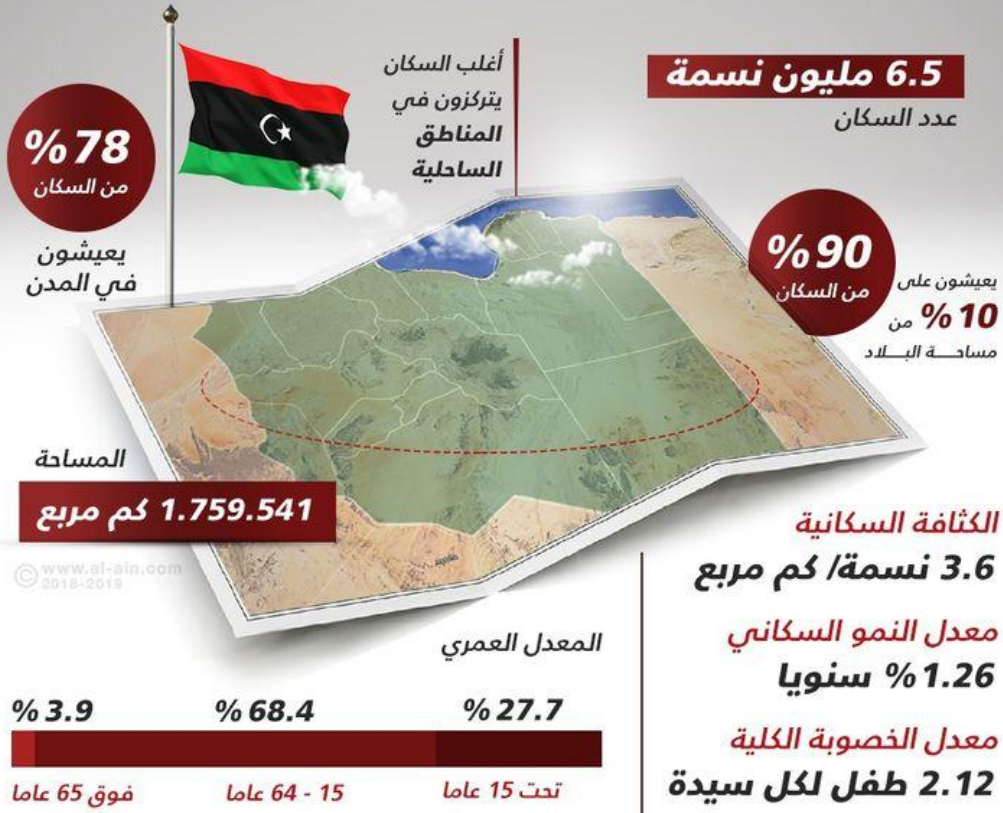 6.5 مليون نسمة
عدد السكان
أغلب السكان
يتركزون في
المناطق
الساحلية
%78
من السكان
يعيشون
في المدن
%90
من السكان
يعيشون على
%10 من
مساحــة البــلاد
المساحة
1.759.541 كم مربع
© www.al-ain.com
2018-2019
الكثافة السكانية
3.6 نسمة/ كم مربع
معدل النمو السكاني
%1.26 سنويا
معدل الخصوبة الكلية
2.12 طفل لكل سيدة
المعدل العمري
%27.7
%68.4
%3.9
تحت 15 عاما
15 - 64 عاما
فوق 65 عاما